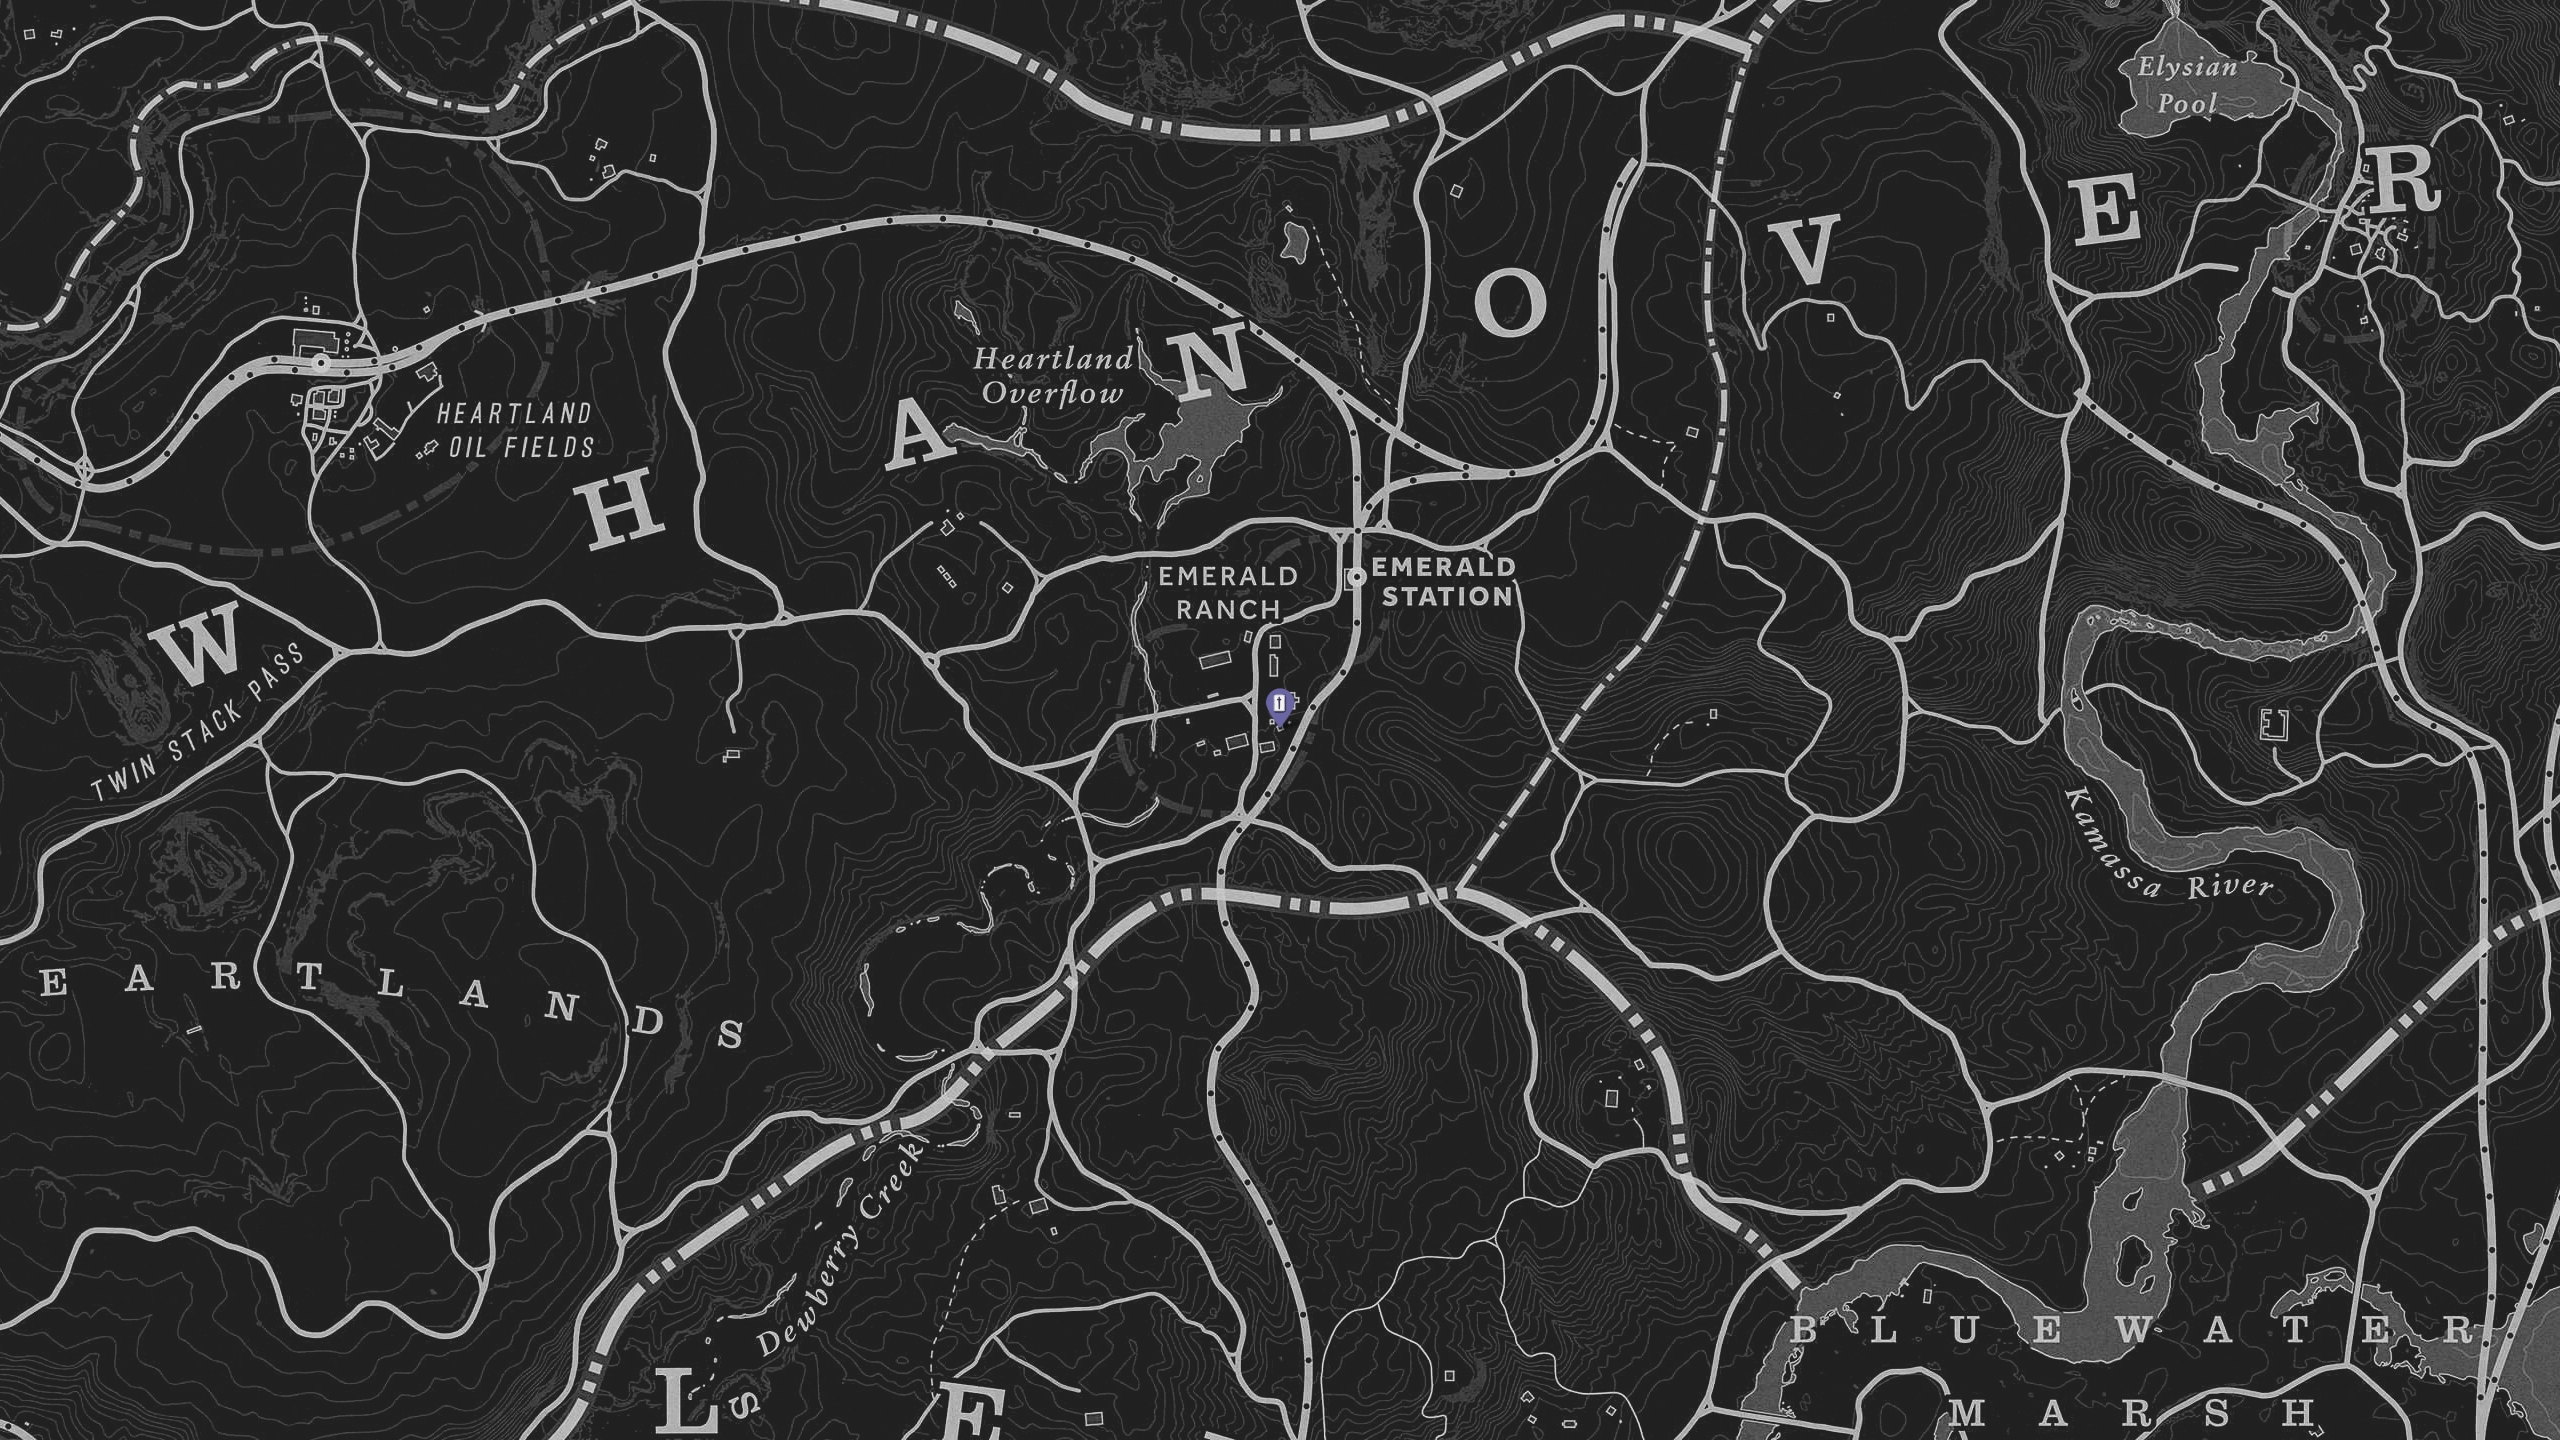 Elysian
Pool
R
E
V
O
N
A
H
W
Heartland
Overflow
HEARTLAND
OIL FIELDS
EMERALD
RANCH
EMERALD
STATION
TWIN STACK PASS
Kamassa River
EARTLANDS
Dewberry Creek
BLUEWATER
MARSH
L
S
E